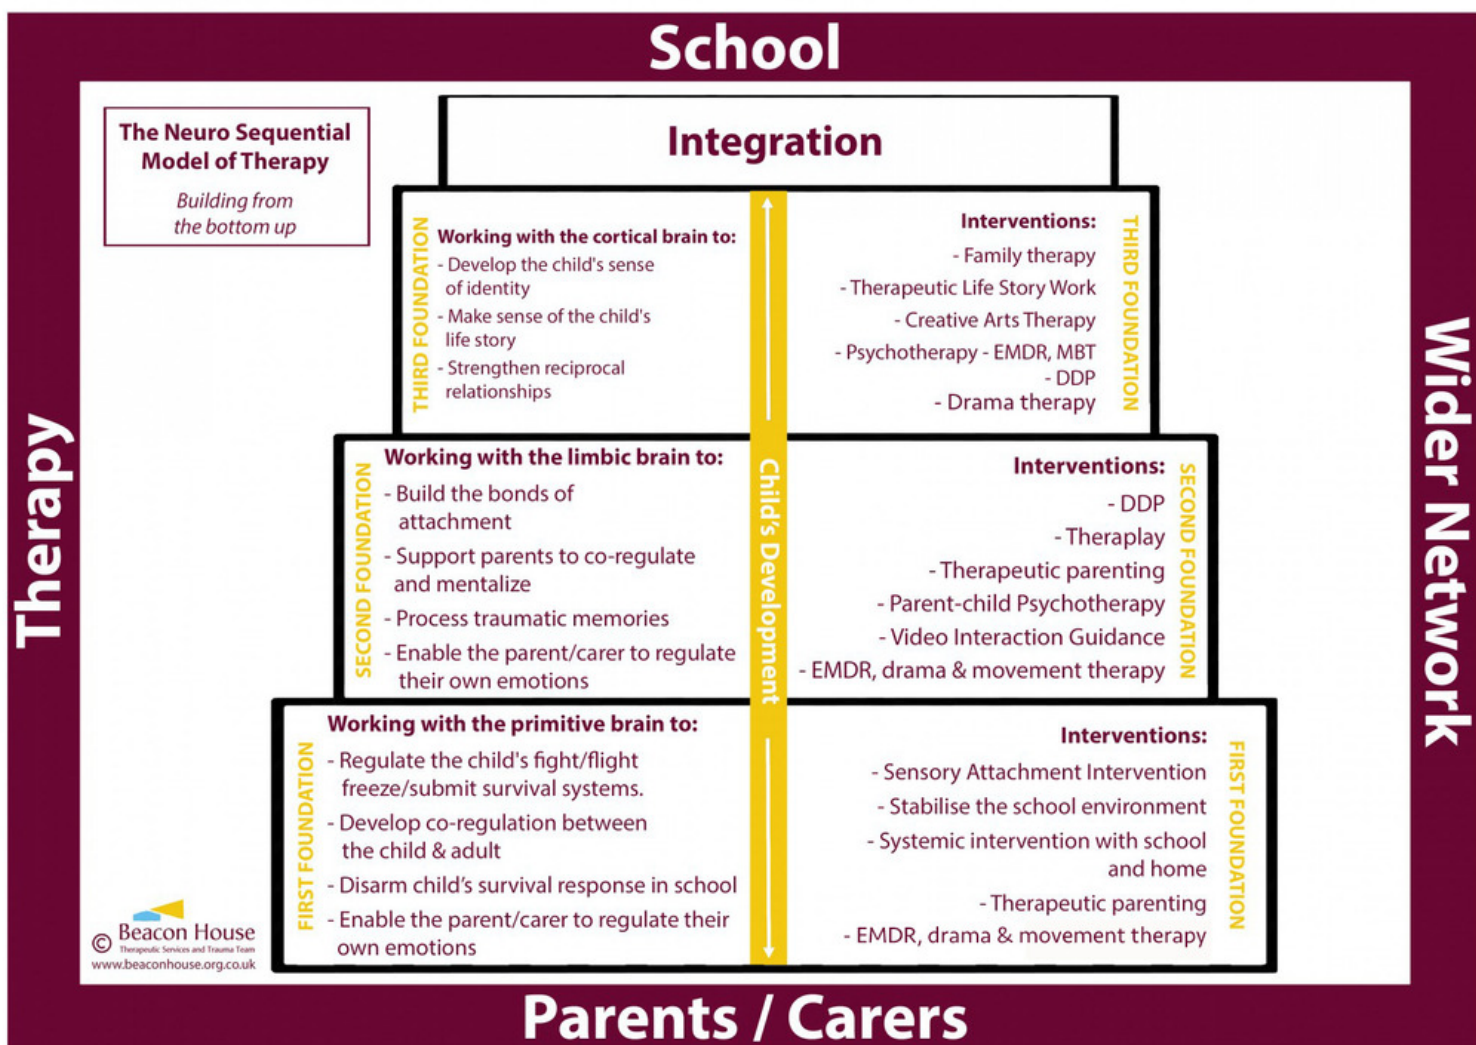 School
The Neuro Sequential
Model of Therapy
Building from
the bottom up
Integration
THIRD FOUNDATION
Working with the cortical brain to:
- Develop the child's sense
of identity
- Make sense of the child's
life story
- Strengthen reciprocal
relationships
Interventions:
- Family therapy
- Therapeutic Life Story Work
- Creative Arts Therapy
- Psychotherapy - EMDR, MBT
- DDP
- Drama therapy
THIRD FOUNDATION
Child's Development
SECOND FOUNDATION
Working with the limbic brain to:
- Build the bonds of
attachment
- Support parents to co-regulate
and mentalize
- Process traumatic memories
- Enable the parent/carer to regulate
their own emotions
Interventions:
- DDP
- Theraplay
- Therapeutic parenting
- Parent-child Psychotherapy
- Video Interaction Guidance
- EMDR, drama & movement therapy
SECOND FOUNDATION
FIRST FOUNDATION
Working with the primitive brain to:
- Regulate the child's fight/flight
freeze/submit survival systems.
- Develop co-regulation between
the child & adult
- Disarm child's survival response in school
- Enable the parent/carer to regulate their
own emotions
Interventions:
- Sensory Attachment Intervention
- Stabilise the school environment
- Systemic intervention with school
and home
- Therapeutic parenting
- EMDR, drama & movement therapy
FIRST FOUNDATION
Therapy
Wider Network
© Beacon House
Therapeutic Services and Trauma Team
www.beaconhouse.org.uk
Parents / Carers